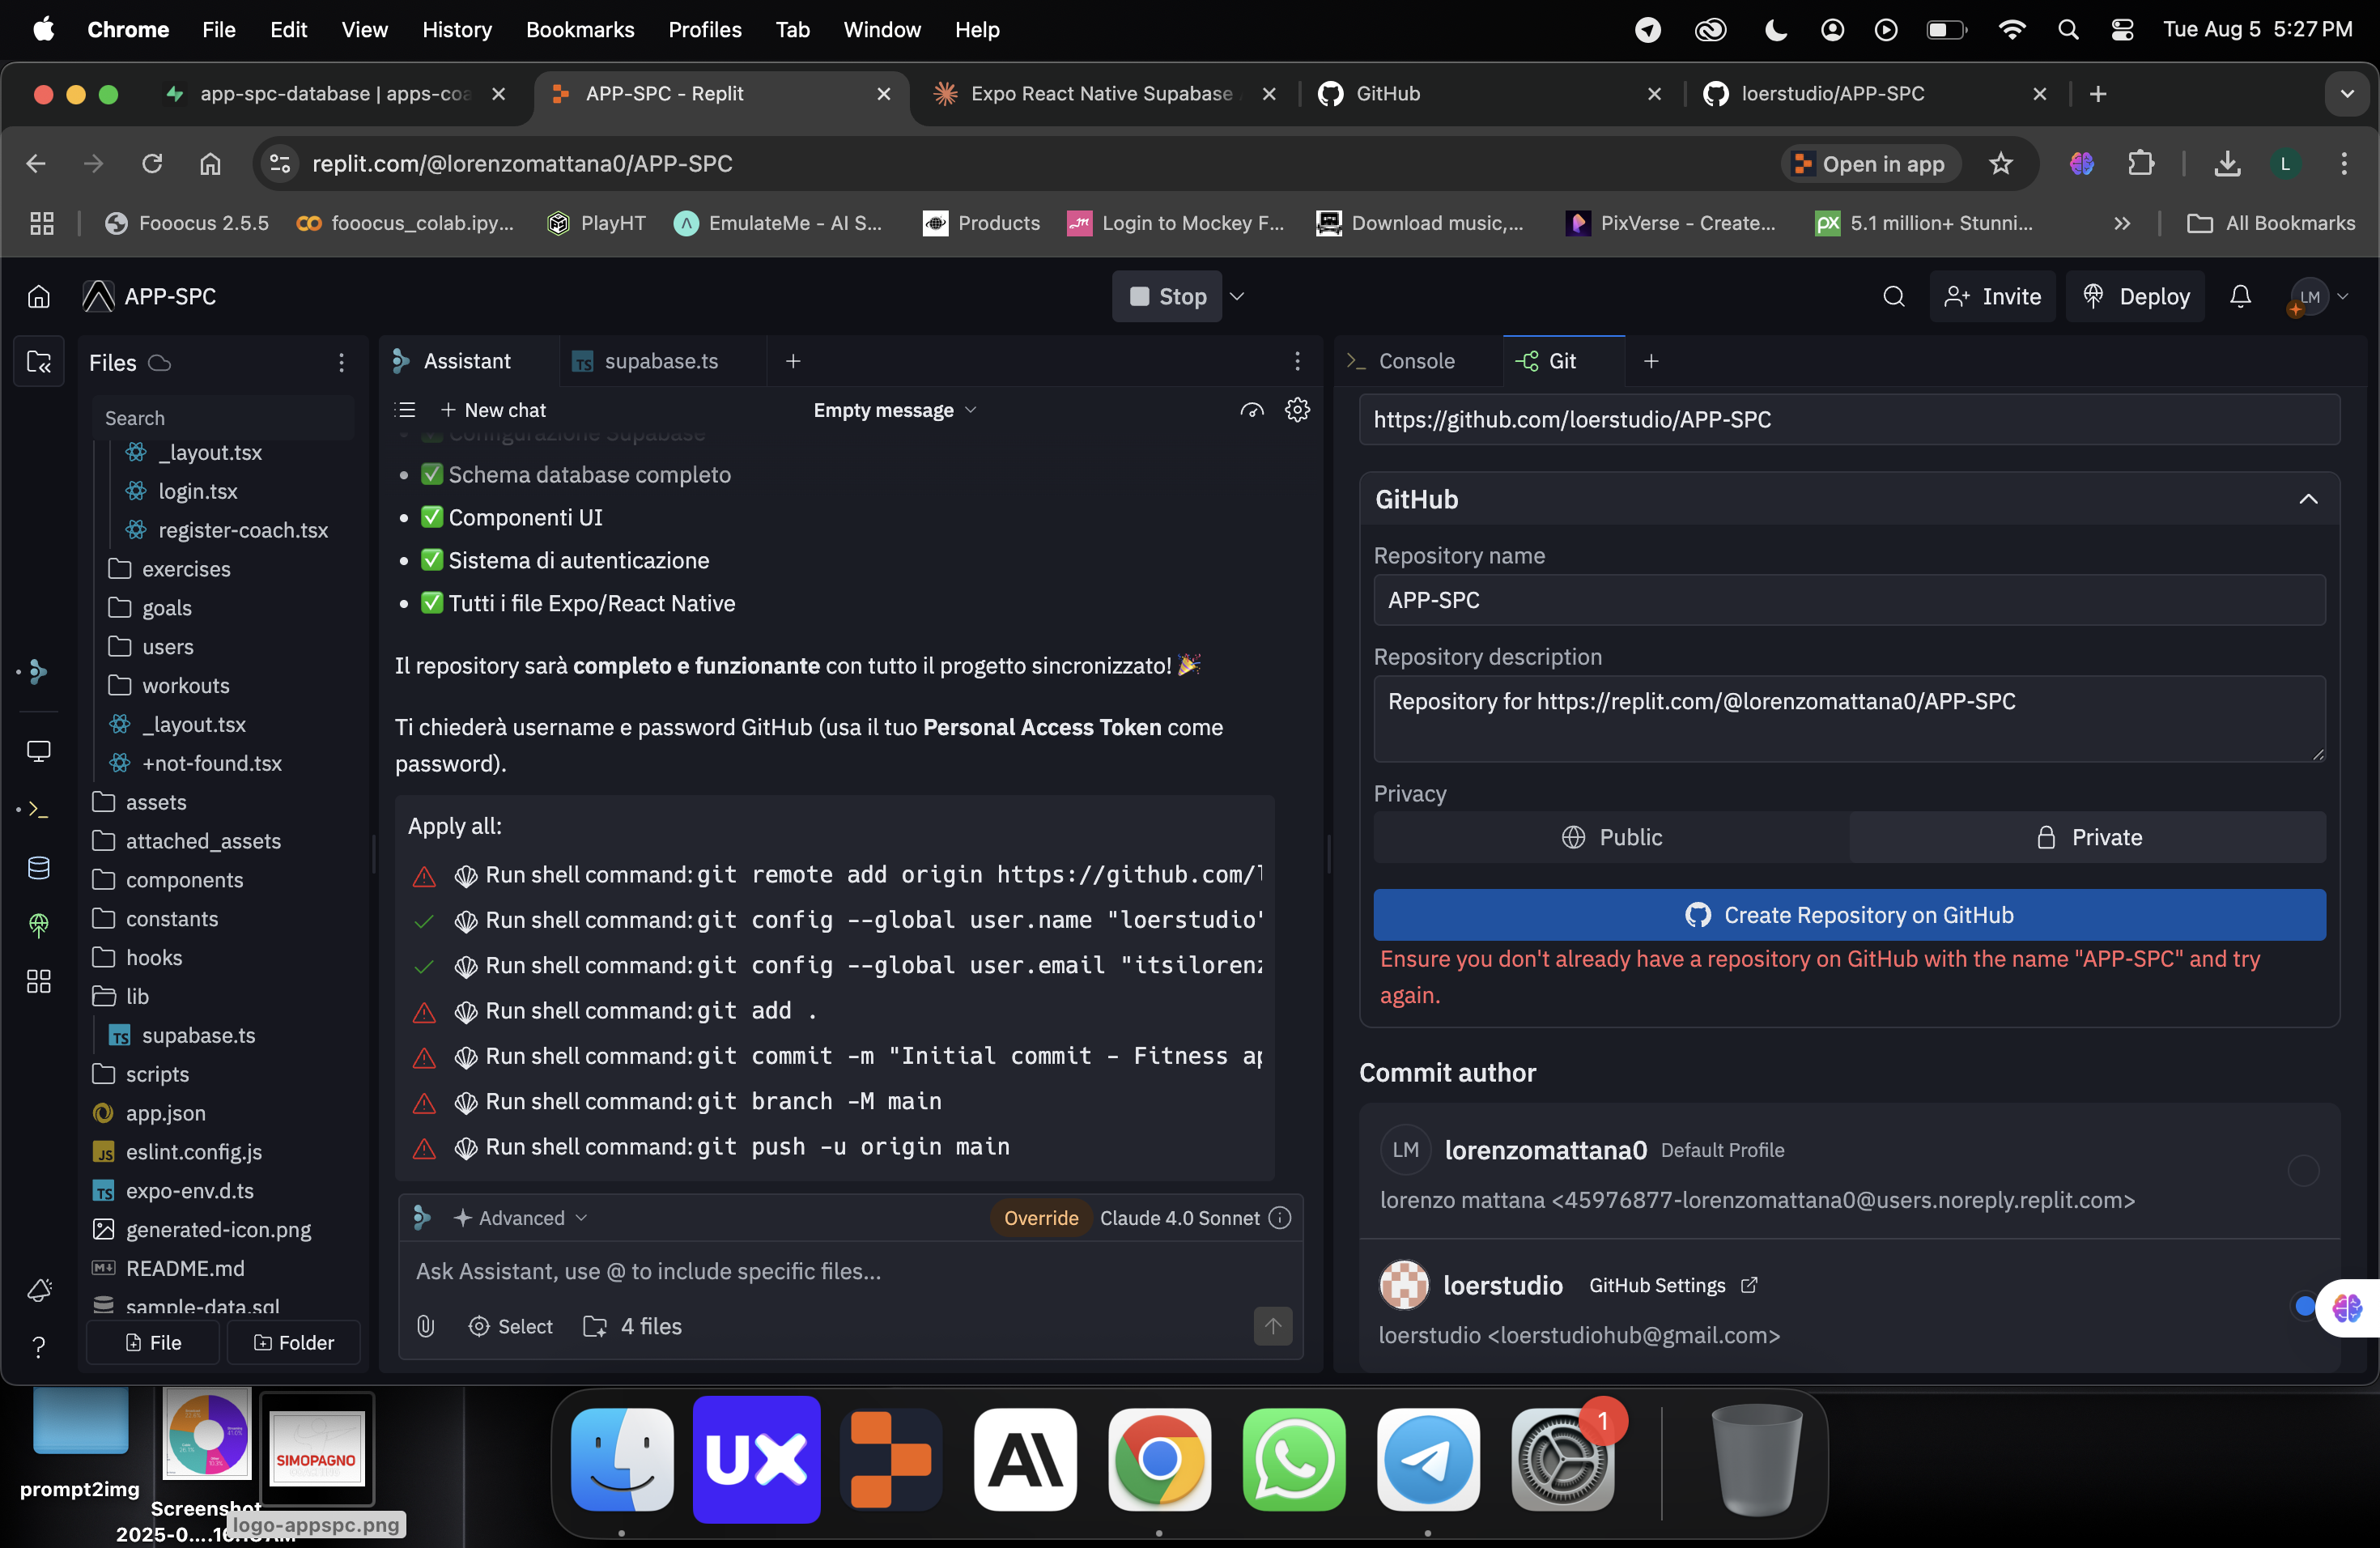 Chrome File Edit View History Bookmarks Profiles Tab Window Help
Tue Aug 5 5:27 PM
app-spc-database | apps-coa
APP-SPC - Replit
Expo React Native Supabase
GitHub
loerstudio/APP-SPC
replit.com/@lorenzomattana0/APP-SPC
Open in app
L
Fooocus 2.5.5
fooocus_colab.ipy...
PlayHT
EmulateMe - AI S...
Products
Login to Mockey F...
Download music,...
PixVerse - Create...
5.1 million+ Stunni...
All Bookmarks
APP-SPC
Stop
Invite
Deploy
LM
Files
Search
_layout.tsx
login.tsx
register-coach.tsx
exercises
goals
users
workouts
_layout.tsx
+not-found.tsx
assets
attached_assets
components
constants
hooks
lib
supabase.ts
scripts
app.json
eslint.config.js
expo-env.d.ts
generated-icon.png
README.md
sample-data.sql
File
Folder
Assistant
supabase.ts
New chat
Empty message
Configurazione Supabase
Schema database completo
Componenti UI
Sistema di autenticazione
Tutti i file Expo/React Native
Il repository sarà completo e funzionante con tutto il progetto sincronizzato! 🎉
Ti chiederà username e password GitHub (usa il tuo Personal Access Token come
password).
Apply all:
Run shell command: git remote add origin https://github.com/l
Run shell command: git config --global user.name "loerstudio"
Run shell command: git config --global user.email "itsilorenz
Run shell command: git add .
Run shell command: git commit -m "Initial commit - Fitness ap
Run shell command: git branch -M main
Run shell command: git push -u origin main
Advanced
Override
Claude 4.0 Sonnet
Ask Assistant, use @ to include specific files...
Select
4 files
Console
Git
https://github.com/loerstudio/APP-SPC
GitHub
Repository name
APP-SPC
Repository description
Repository for https://replit.com/@lorenzomattana0/APP-SPC
Privacy
Public
Private
Create Repository on GitHub
Ensure you don't already have a repository on GitHub with the name "APP-SPC" and try
again.
Commit author
LM
lorenzomattana0 Default Profile
lorenzo mattana <45976877-lorenzomattana0@users.noreply.replit.com>
loerstudio GitHub Settings
loerstudio <loerstudiohub@gmail.com>
prompt2img
Screenshot
2025-0....
SIMOPAGNO
logo-appspc.png
UX
1